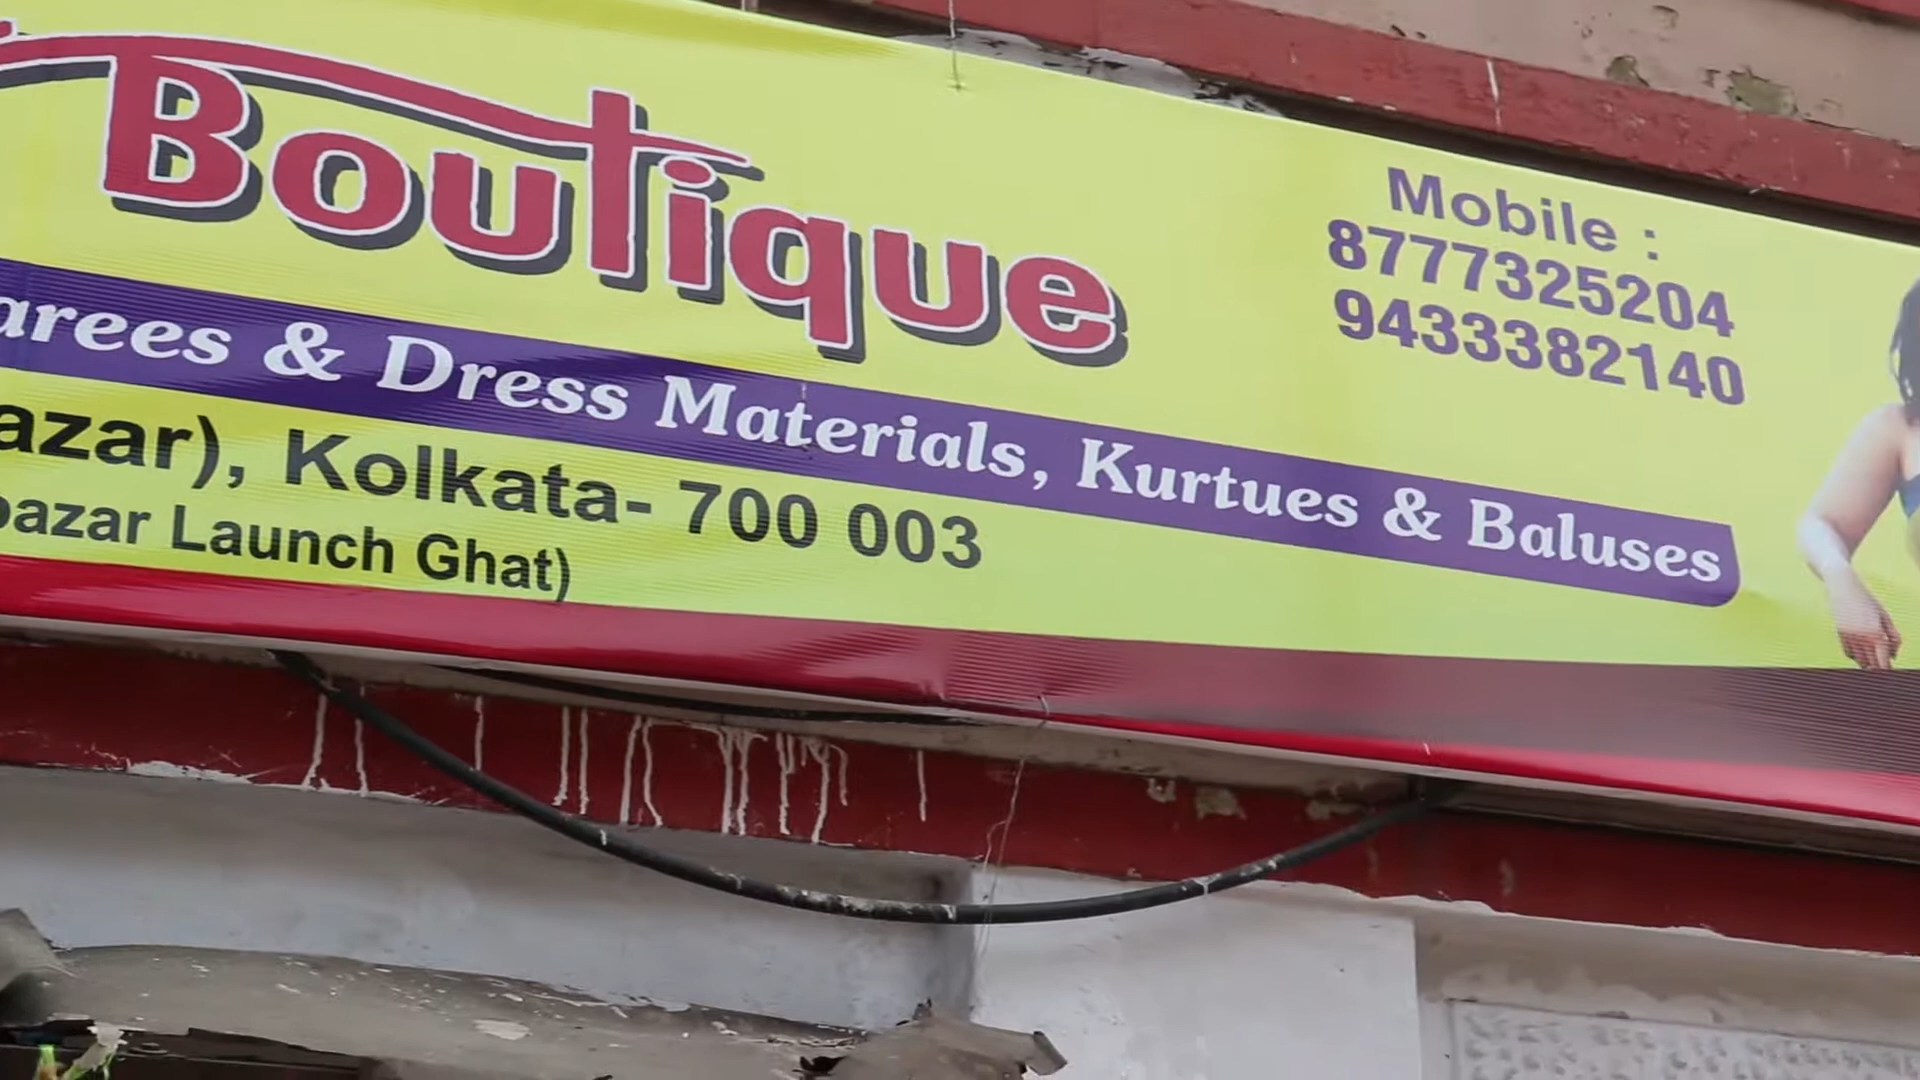 Boutique
Mobile :
8777325204
9433382140
arees & Dress Materials, Kurtues & Baluses
azar), Kolkata- 700 003
bazar Launch Ghat)